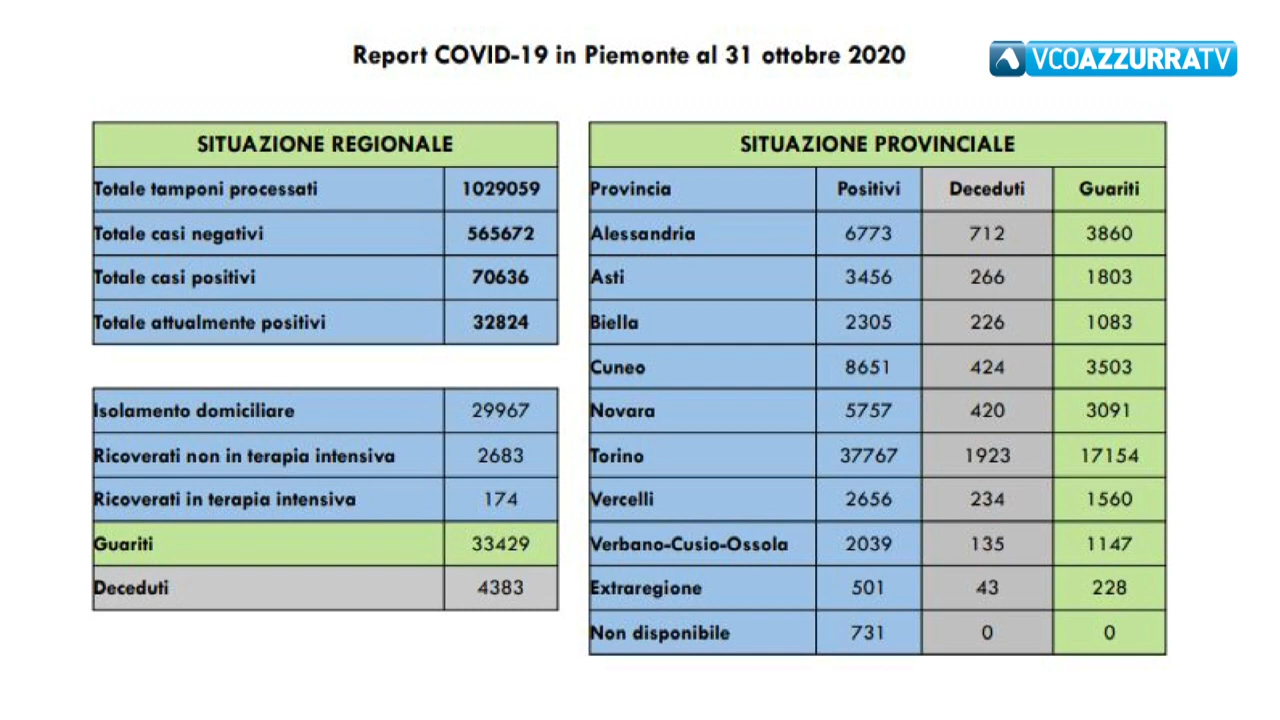 Report COVID-19 in Piemonte al 31 ottobre 2020
VCOAZZURRATV
SITUAZIONE REGIONALE
Totale tamponi processati 1029059
Totale casi negativi 565672
Totale casi positivi 70636
Totale attualmente positivi 32824
Isolamento domiciliare 29967
Ricoverati non in terapia intensiva 2683
Ricoverati in terapia intensiva 174
Guariti 33429
Deceduti 4383
SITUAZIONE PROVINCIALE
Provincia Positivi Deceduti Guariti
Alessandria 6773 712 3860
Asti 3456 266 1803
Biella 2305 226 1083
Cuneo 8651 424 3503
Novara 5757 420 3091
Torino 37767 1923 17154
Vercelli 2656 234 1560
Verbano-Cusio-Ossola 2039 135 1147
Extraregione 501 43 228
Non disponibile 731 0 0